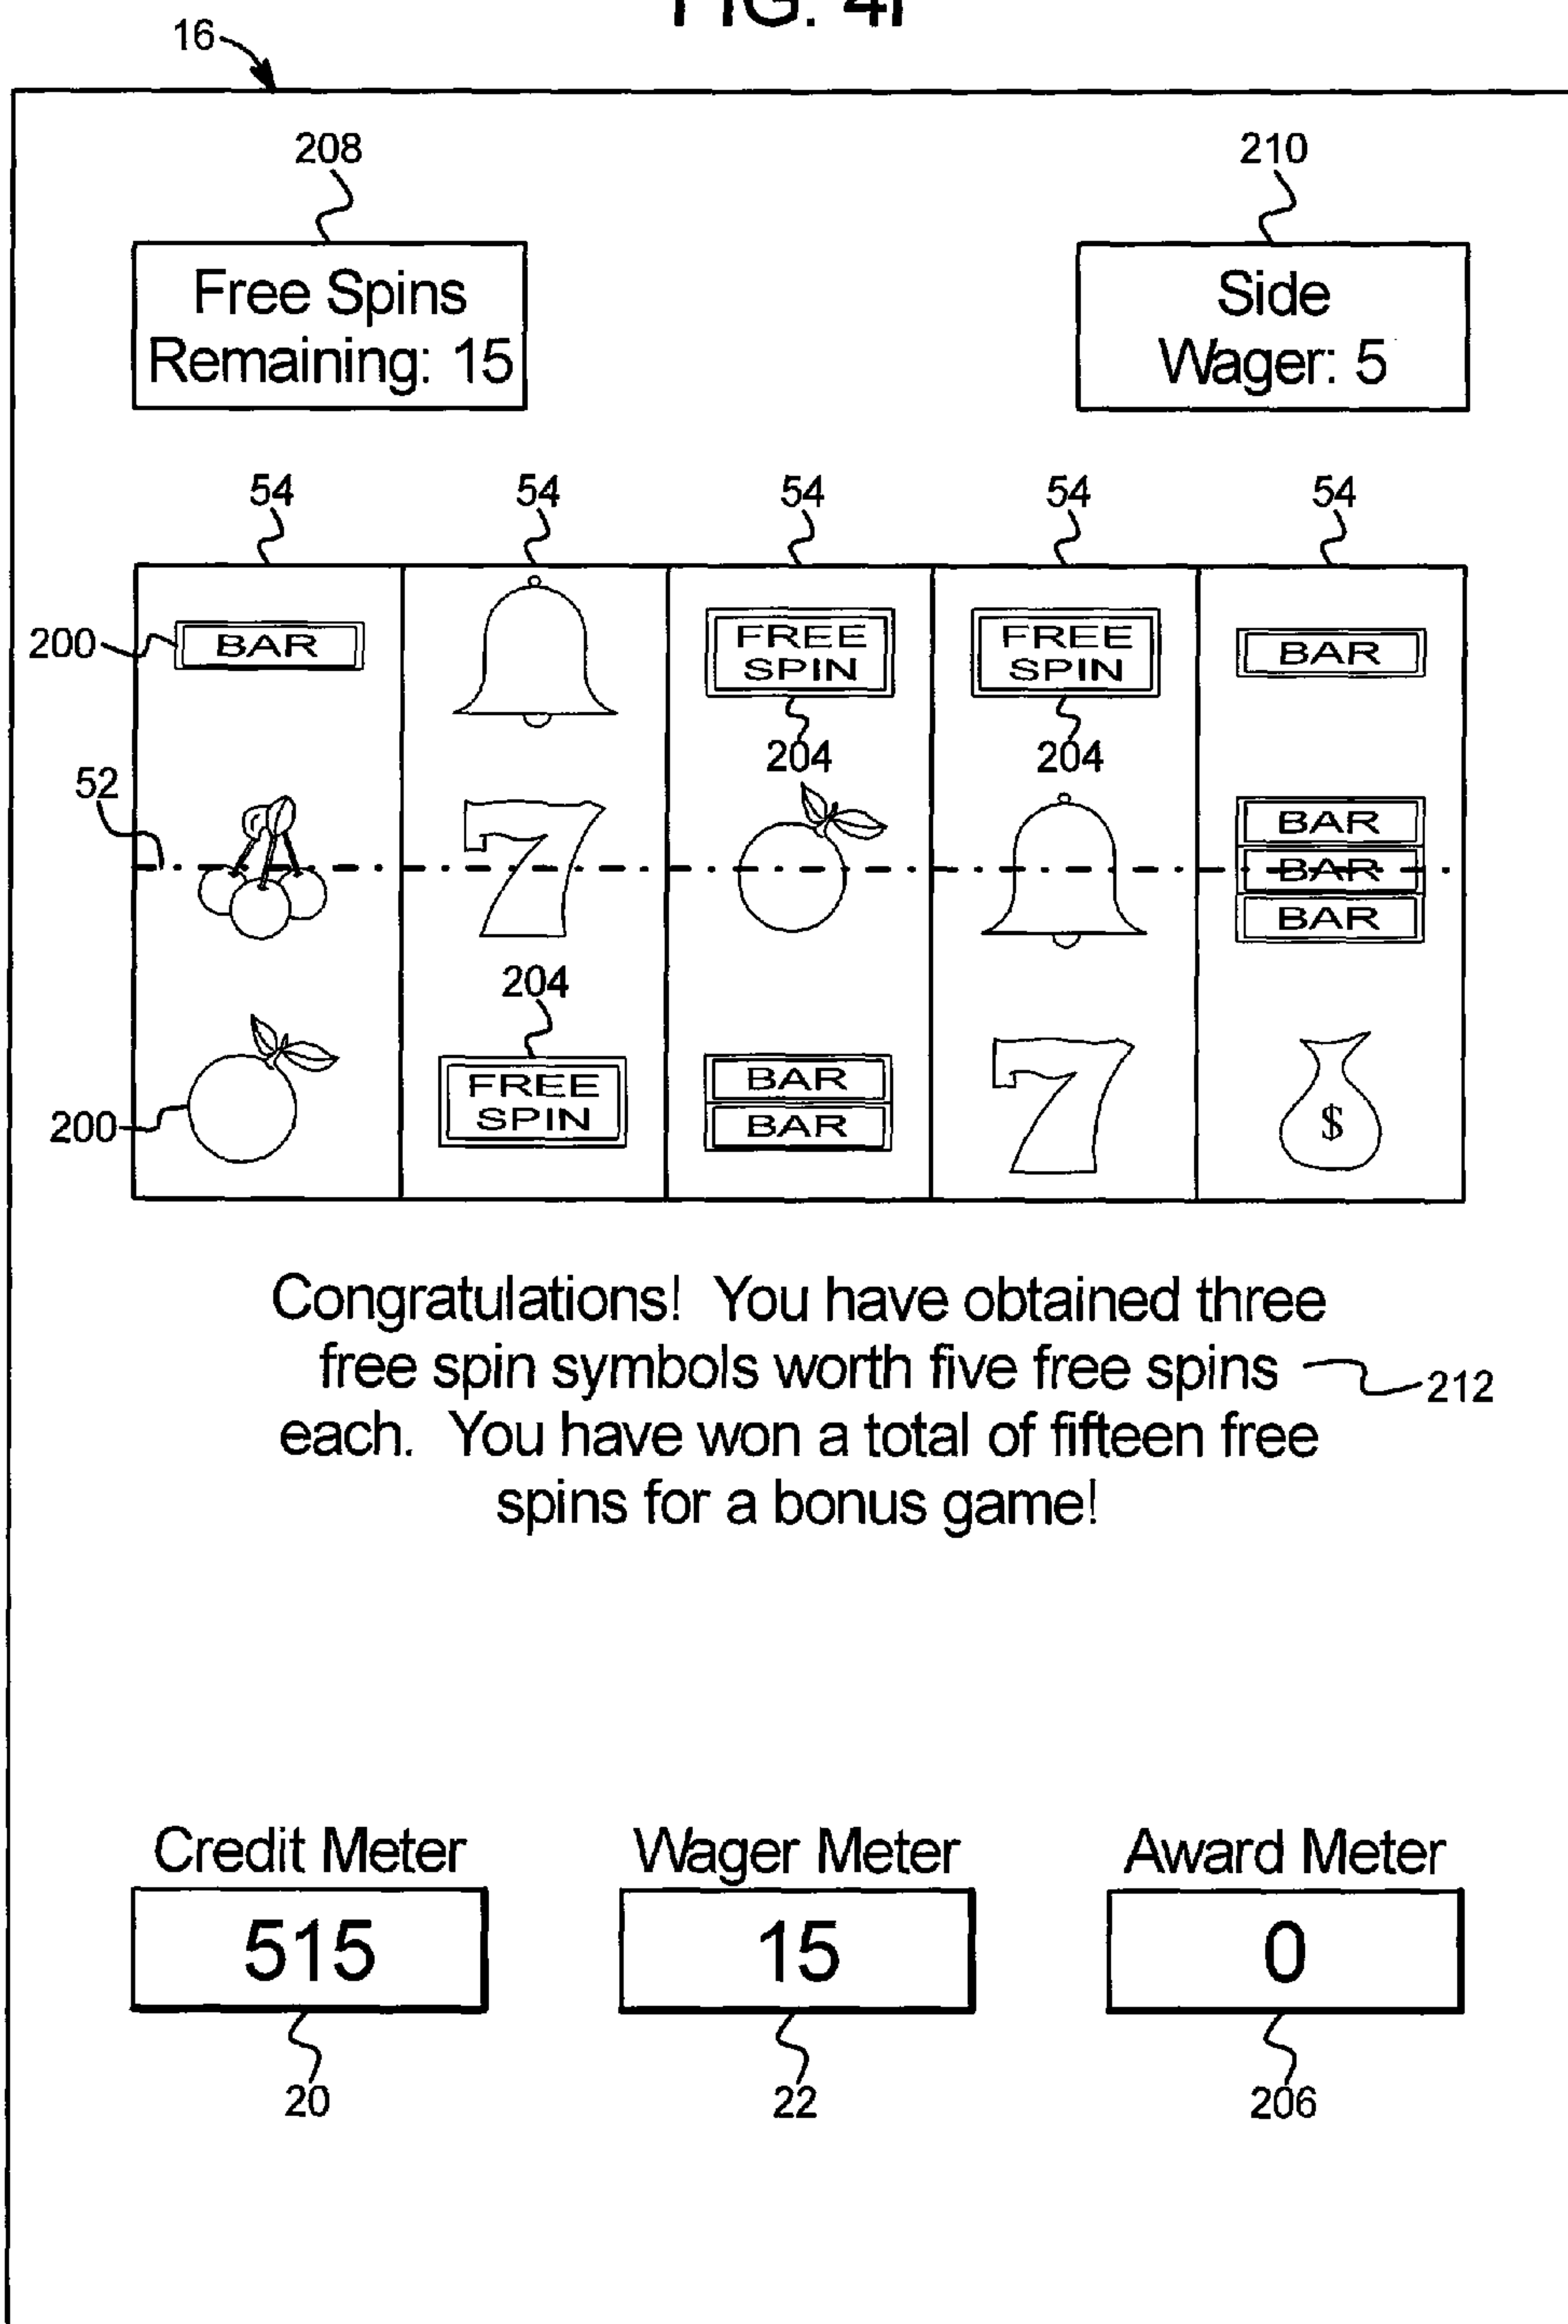 16
208
210
Free Spins
Remaining: 15
Side
Wager: 5
54 54 54 54 54
200
BAR
FREE
SPIN
FREE
SPIN
BAR
204
204
52
7
BAR
BAR
BAR
204
200
FREE
SPIN
BAR
BAR
7
$
Congratulations! You have obtained three
free spin symbols worth five free spins
212
each. You have won a total of fifteen free
spins for a bonus game!
Credit Meter
Wager Meter
Award Meter
515
15
0
20
22
206